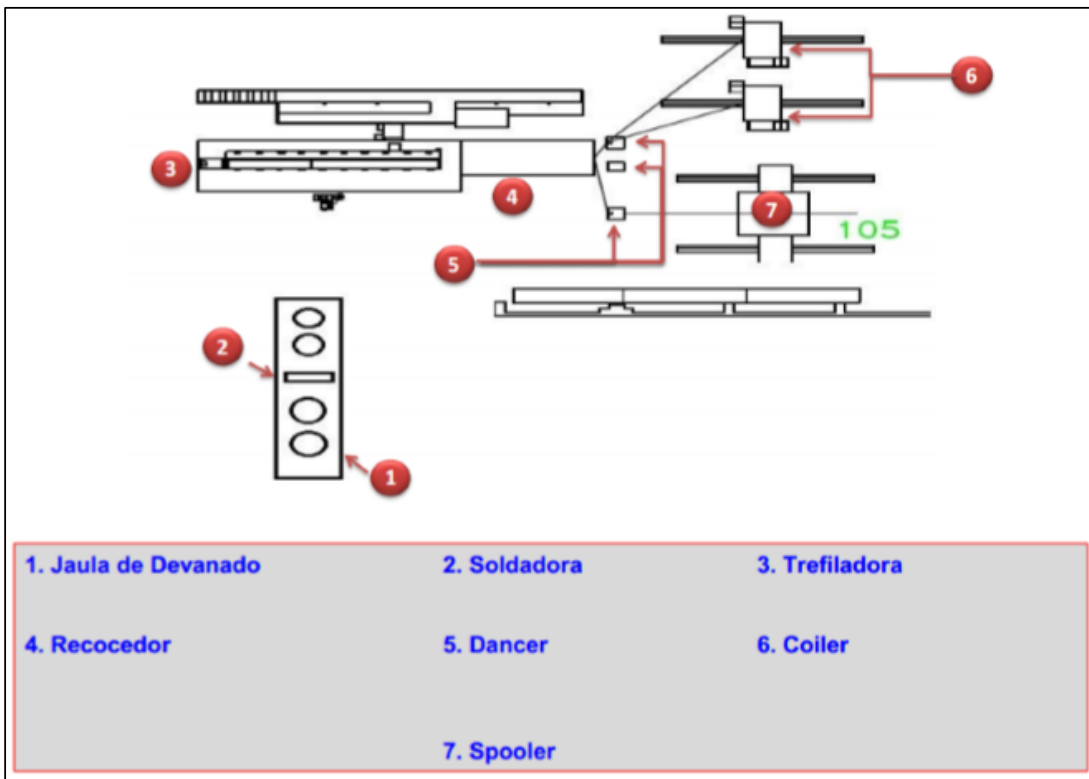 6
3
4
7
105
5
2
1
1. Jaula de Devanado
2. Soldadora
3. Trefiladora
4. Recocedor
5. Dancer
6. Coiler
7. Spooler